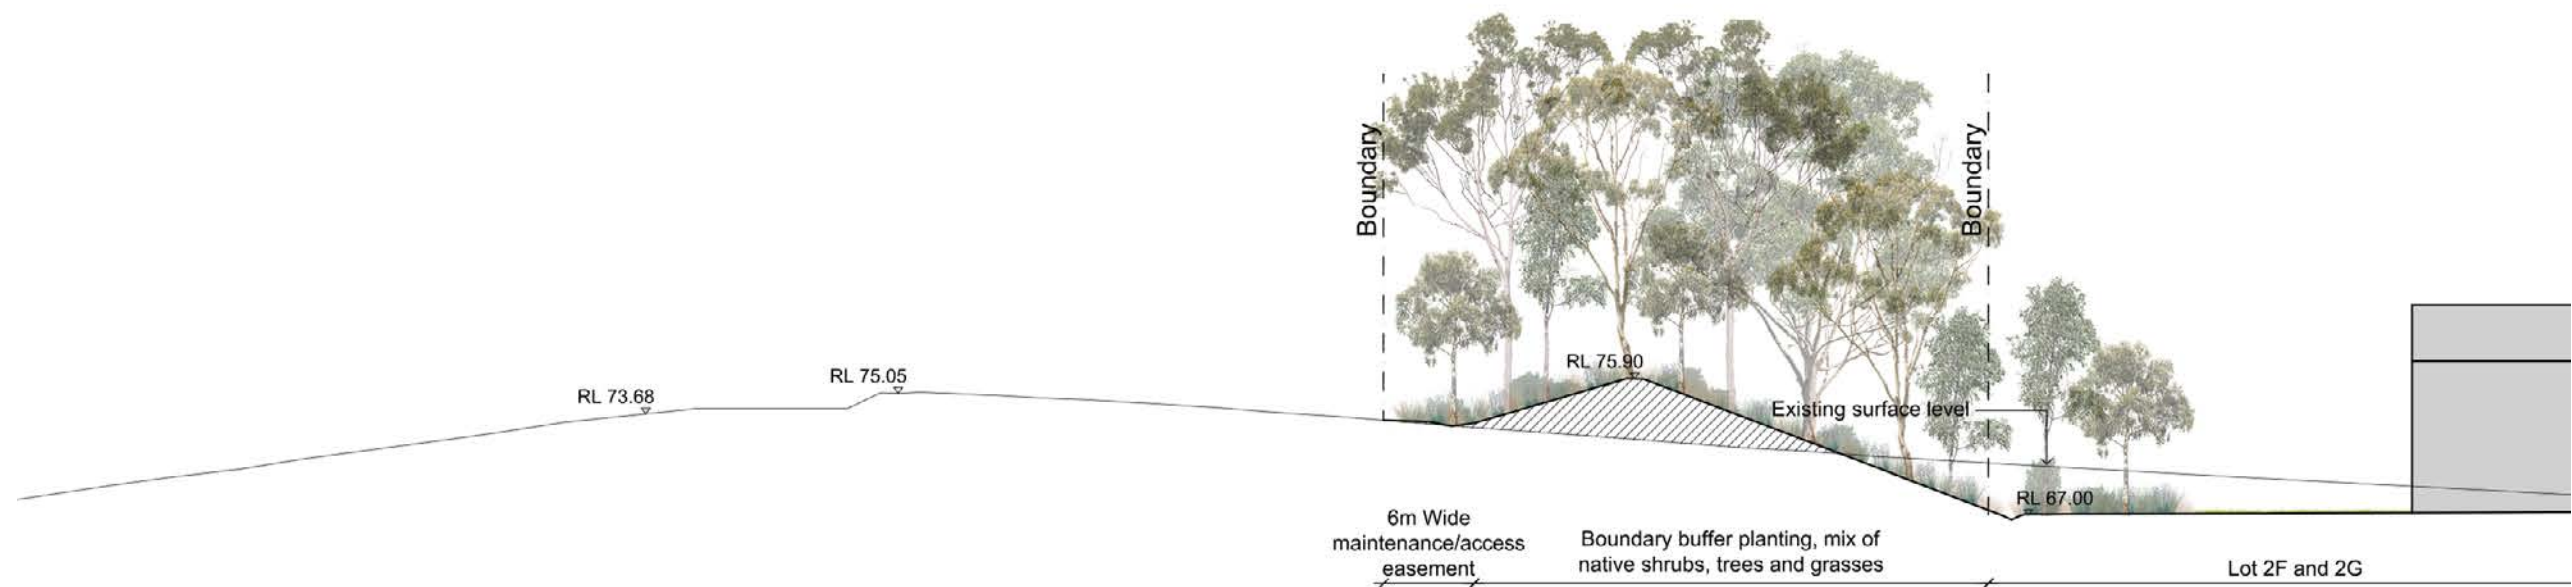 Boundary
Boundary
RL 75.90
RL 75.05
RL 73.68
Existing surface level
RL 67.00
6m Wide
maintenance/access
easement
Boundary buffer planting, mix of
native shrubs, trees and grasses
Lot 2F and 2G